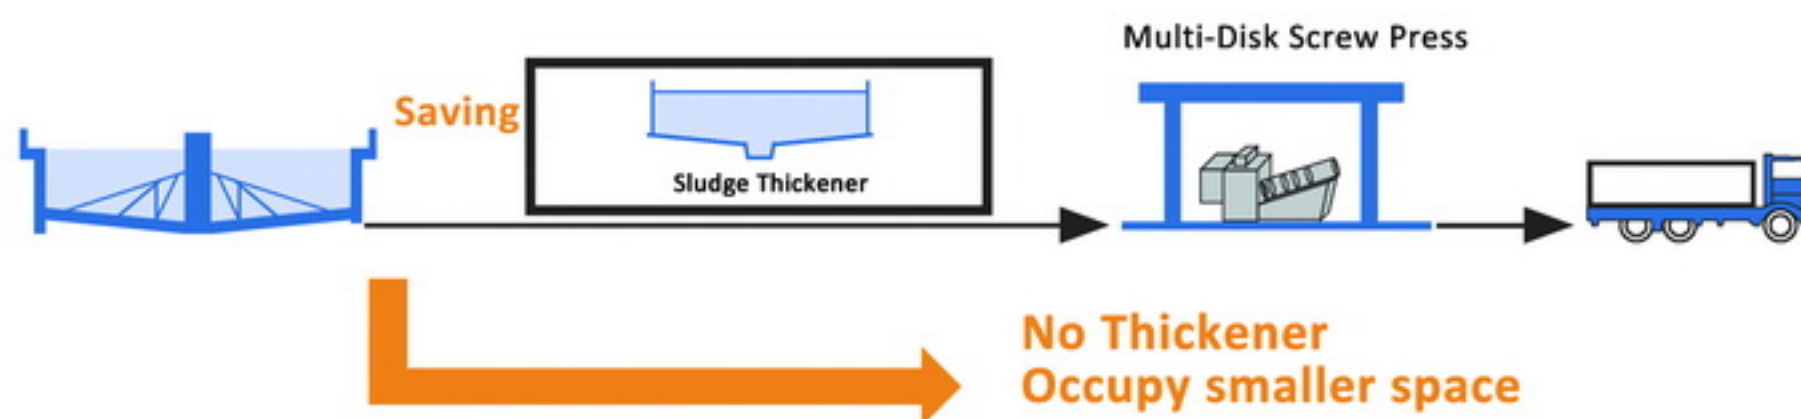 Multi-Disk Screw Press
Saving
Sludge Thickener
No Thickener
Occupy smaller space